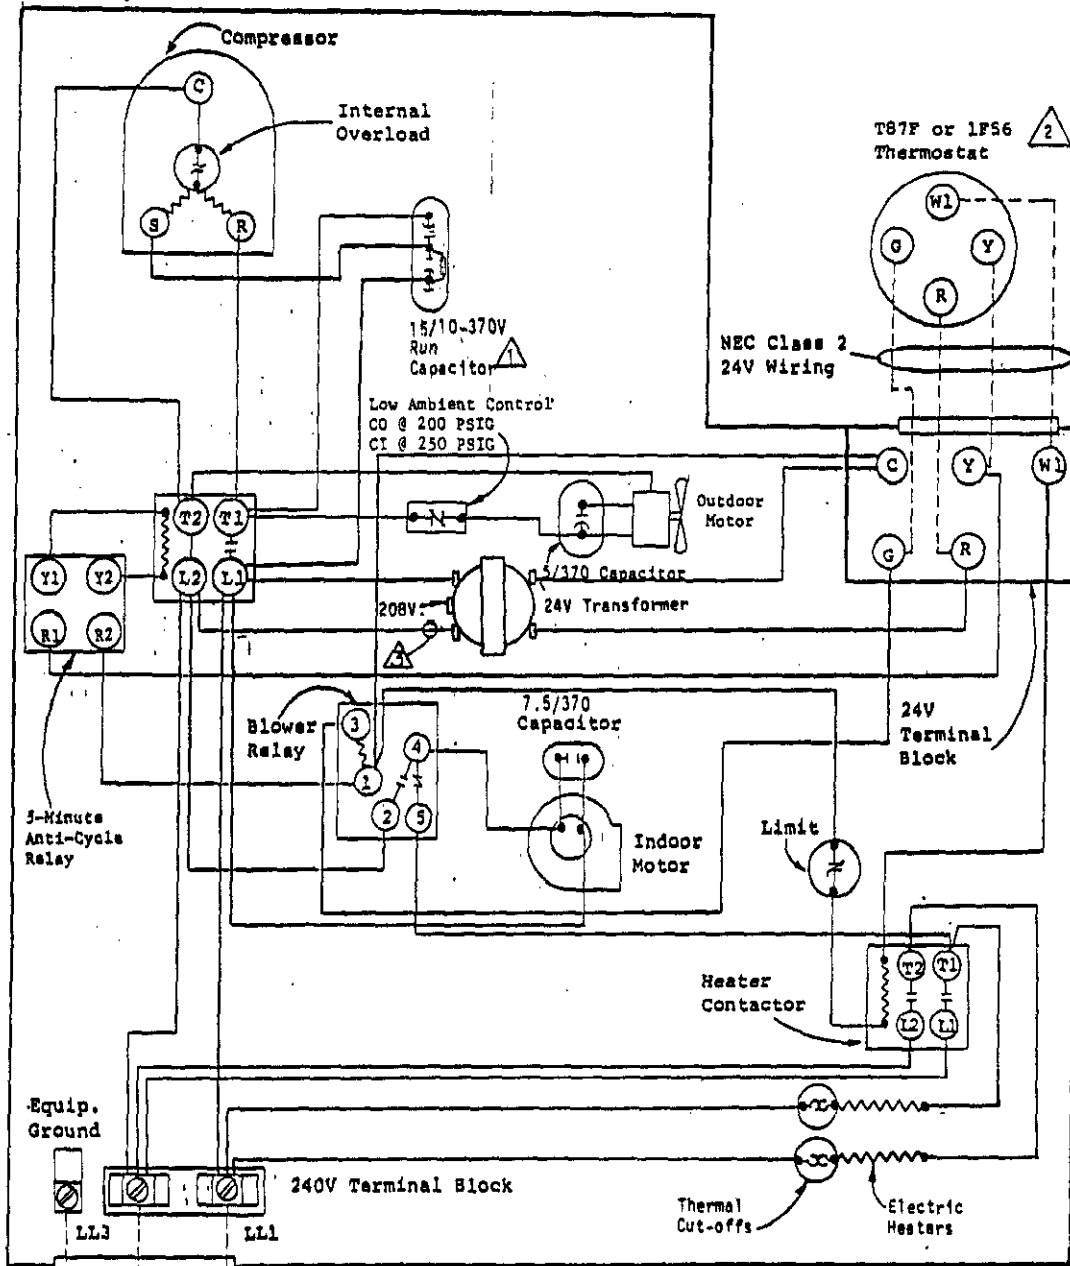 Compressor
C
Internal
Overload
S
R
15/10-370V
Run
Capacitor
1
T87F or 1F56
Thermostat
2
W1
G
Y
R
NEC Class 2
24V Wiring
Low Ambient Control
CO @ 200 PSIG
CI @ 250 PSIG
C
Y
W1
G
R
T2
T1
L2
L1
Outdoor
Motor
5/370 Capacitor
Y1
Y2
R1
R2
208V
24V Transformer
3
Blower
Relay
3
4
1
2
5
7.5/370
Capacitor
24V
Terminal
Block
5-Minute
Anti-Cycle
Relay
Indoor
Motor
Limit
Heater
Contactor
T2
T1
L2
L1
Equip.
Ground
240V Terminal Block
LL3
LL1
Thermal
Cut-offs
Electric
Heaters